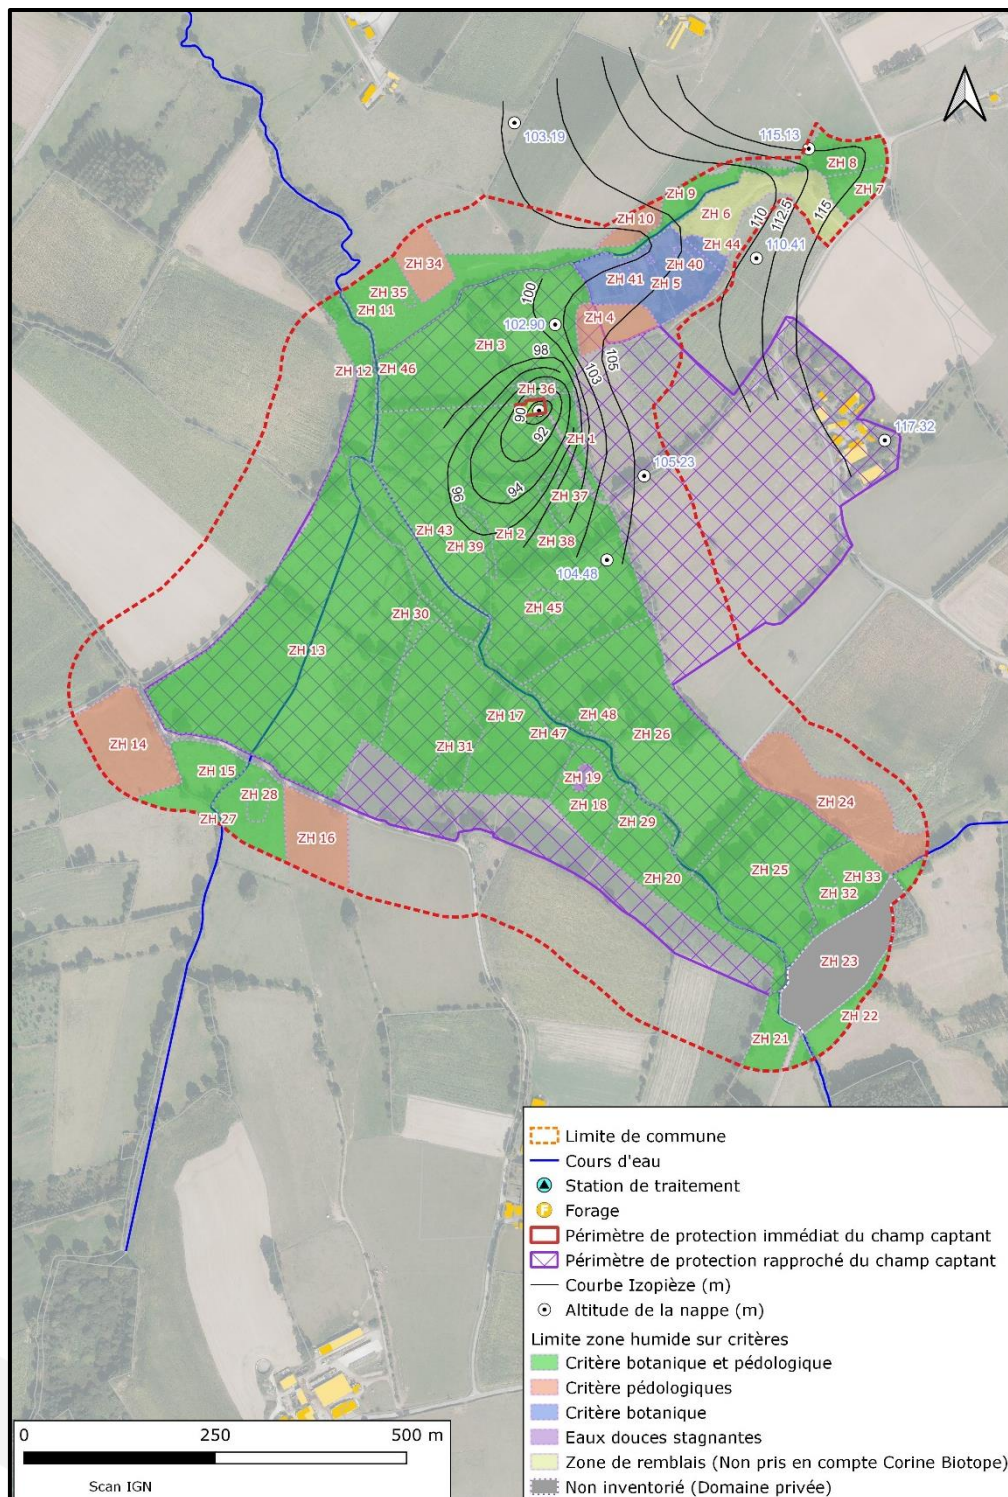 103.19
115.13
ZH 8
ZH 7
ZH 9
ZH 10
ZH 6
110
112.5
115
ZH 34
ZH 44
110.41
ZH 40
ZH 41
ZH 5
ZH 35
ZH 11
100
ZH 4
102.90
ZH 3
98
105
103
ZH 12
ZH 46
ZH 36
90
92
ZH 1
117.32
105.23
94
96
ZH 37
ZH 43
ZH 2
ZH 39
ZH 38
104.48
ZH 45
ZH 30
ZH 13
ZH 17
ZH 48
ZH 47
ZH 26
ZH 14
ZH 31
ZH 15
ZH 19
ZH 28
ZH 18
ZH 24
ZH 27
ZH 29
ZH 16
ZH 20
ZH 25
ZH 33
ZH 32
ZH 23
ZH 22
ZH 21
Limite de commune
Cours d'eau
Station de traitement
F Forage
Périmètre de protection immédiat du champ captant
Périmètre de protection rapproché du champ captant
Courbe Izopièze (m)
Altitude de la nappe (m)
Limite zone humide sur critères
Critère botanique et pédologique
Critère pédologiques
Critère botanique
Eaux douces stagnantes
Zone de remblais (Non pris en compte Corine Biotope)
Non inventorié (Domaine privée)
0 250 500 m
Scan IGN